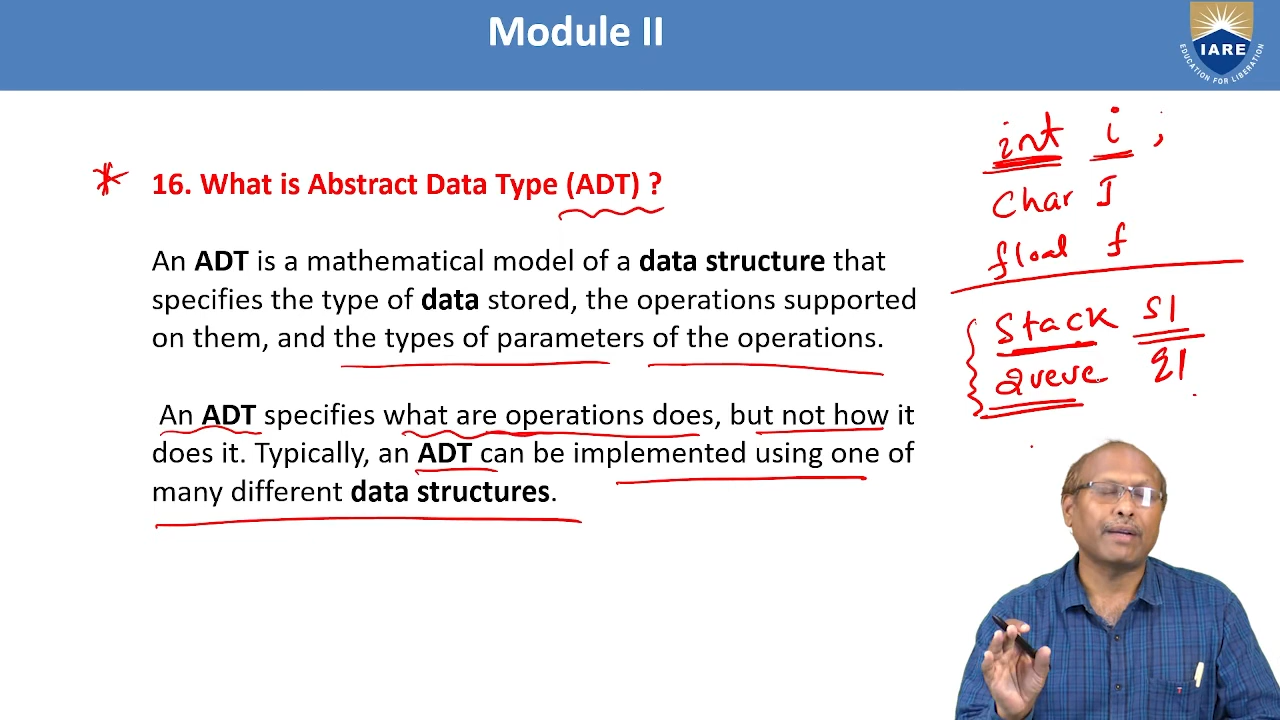 Module II
IARE
EDUCATION FOR LIBERATION
* 16. What is Abstract Data Type (ADT) ?
An ADT is a mathematical model of a data structure that
specifies the type of data stored, the operations supported
on them, and the types of parameters of the operations.
An ADT specifies what are operations does, but not how it
does it. Typically, an ADT can be implemented using one of
many different data structures.
int i ;
Char J
float f
Stack S1
Queue q1